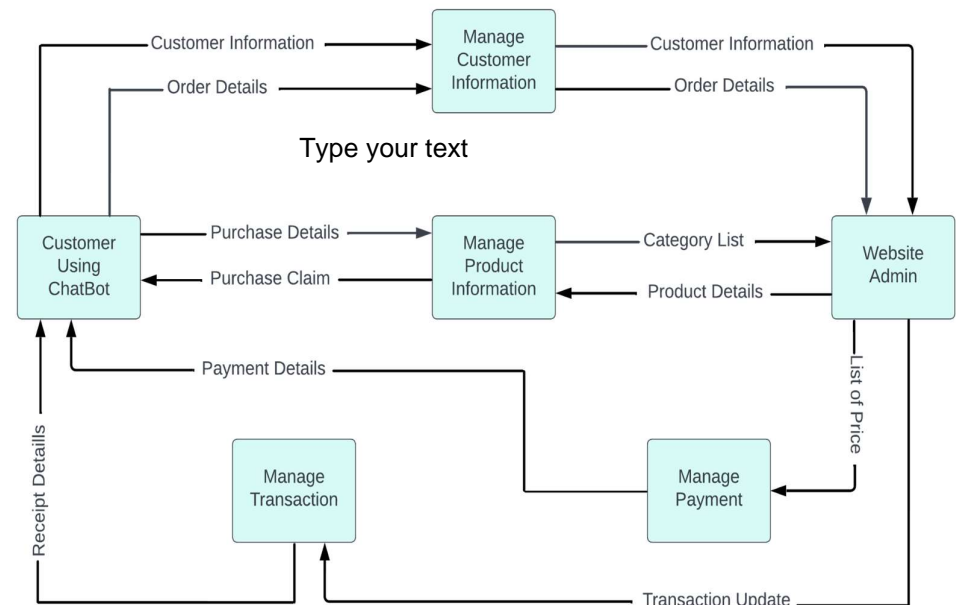 Customer Information
Manage
Customer
Information
Customer Information
Order Details
Order Details
Type your text
Customer
Using
ChatBot
Purchase Details
Purchase Claim
Manage
Product
Information
Category List
Product Details
Website
Admin
Payment Details
List of Price
Receipt Detaills
Manage
Transaction
Manage
Payment
Transaction Update